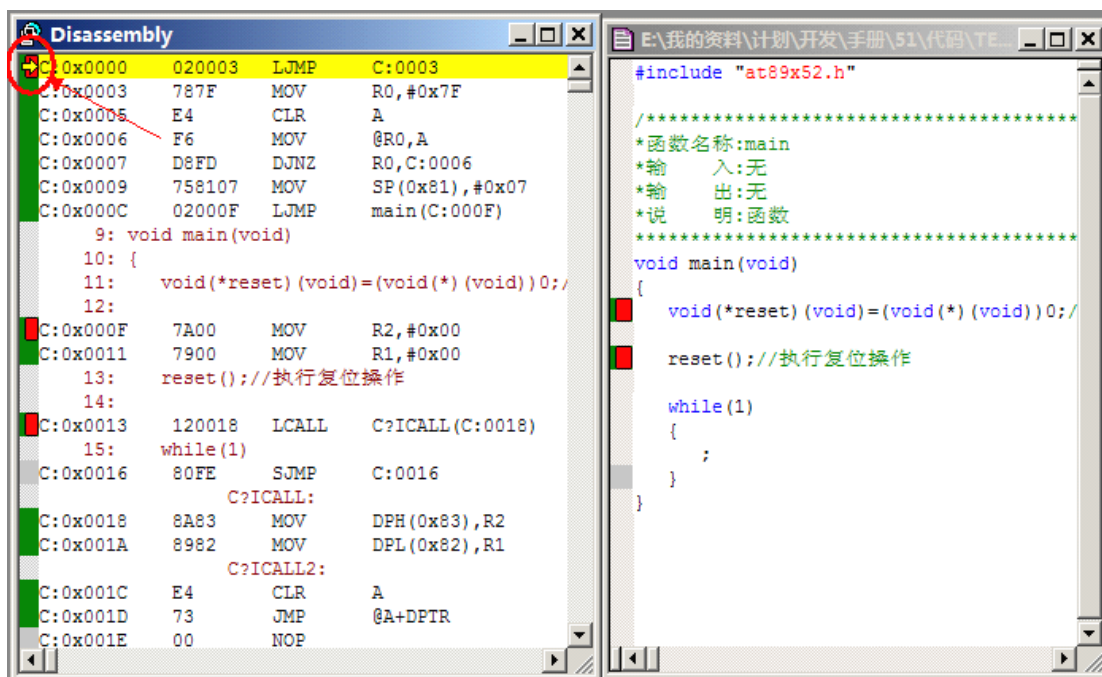 Disassembly
C:0x0000 020003 LJMP C:0003
C:0x0003 787F MOV R0,#0x7F
C:0x0005 E4 CLR A
C:0x0006 F6 MOV @R0,A
C:0x0007 D8FD DJNZ R0,C:0006
C:0x0009 758107 MOV SP(0x81),#0x07
C:0x000C 02000F LJMP main(C:000F)
9: void main(void)
10: {
11: void(*reset)(void)=(void(*)(void))0;/
12:
C:0x000F 7A00 MOV R2,#0x00
C:0x0011 7900 MOV R1,#0x00
13: reset();//执行复位操作
14:
C:0x0013 120018 LCALL C?ICALL(C:0018)
15: while(1)
C:0x0016 80FE SJMP C:0016
C?ICALL:
C:0x0018 8A83 MOV DPH(0x83),R2
C:0x001A 8982 MOV DPL(0x82),R1
C?ICALL2:
C:0x001C E4 CLR A
C:0x001D 73 JMP @A+DPTR
C:0x001E 00 NOP
E:\我的资料\计划\开发\手册\51\代码\TE...
#include "at89x52.h"
/***************************************
*函数名称:main
*输 入:无
*输 出:无
*说 明:函数
****************************************
void main(void)
{
void(*reset)(void)=(void(*)(void))0;/
reset();//执行复位操作
while(1)
{
;
}
}